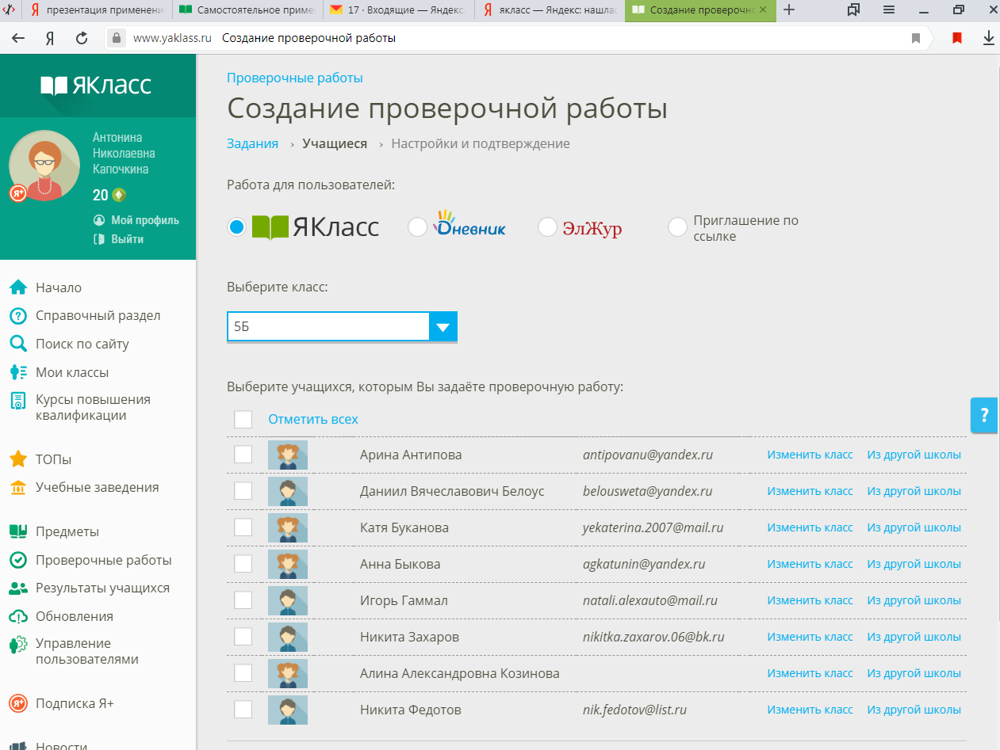 презентация применени
Самостоятельное приме
17 · Входящие — Яндекс.
якласс — Яндекс: нашлас
Создание проверочно
www.yaklass.ru Создание проверочной работы
ЯКласс
Антонина
Николаевна
Капочкина
20
Мой профиль
Выйти
Начало
Справочный раздел
Поиск по сайту
Мои классы
Курсы повышения
квалификации
ТОПы
Учебные заведения
Предметы
Проверочные работы
Результаты учащихся
Обновления
Управление
пользователями
Подписка Я+
Новости
Проверочные работы
Создание проверочной работы
Задания › Учащиеся › Настройки и подтверждение
Работа для пользователей:
ЯКласс Дневник ЭлЖур Приглашение по
ссылке
Выберите класс:
5Б
Выберите учащихся, которым Вы задаёте проверочную работу:
Отметить всех
Арина Антипова antipovanu@yandex.ru Изменить класс Из другой школы
Даниил Вячеславович Белоус belousweta@yandex.ru Изменить класс Из другой школы
Катя Буканова yekaterina.2007@mail.ru Изменить класс Из другой школы
Анна Быкова agkatunin@yandex.ru Изменить класс Из другой школы
Игорь Гаммал natali.alexauto@mail.ru Изменить класс Из другой школы
Никита Захаров nikitka.zaxarov.06@bk.ru Изменить класс Из другой школы
Алина Александровна Козинова Изменить класс Из другой школы
Никита Федотов nik.fedotov@list.ru Изменить класс Из другой школы
?